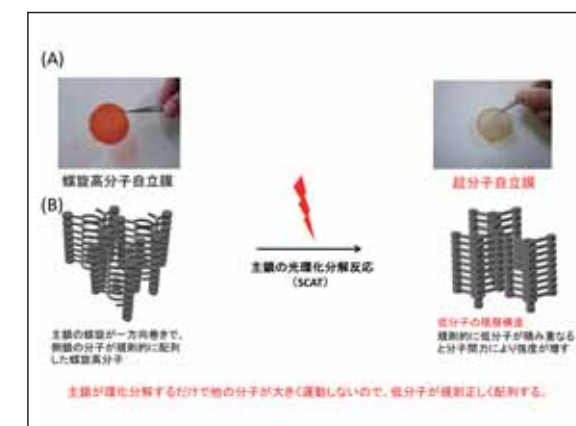 (A)
螺旋高分子自立膜
超分子自立膜
(B)
主鎖の光環化分解反応
(SCAT)
主鎖の螺旋が一方向巻きで、
側鎖の分子が規則的に配列
した螺旋高分子
低分子の積層構造
規則的に低分子が積み重なる
と分子間力により強度が増す
主鎖が環化分解するだけで他の分子が大きく運動しないので、低分子が規則正しく配列する。